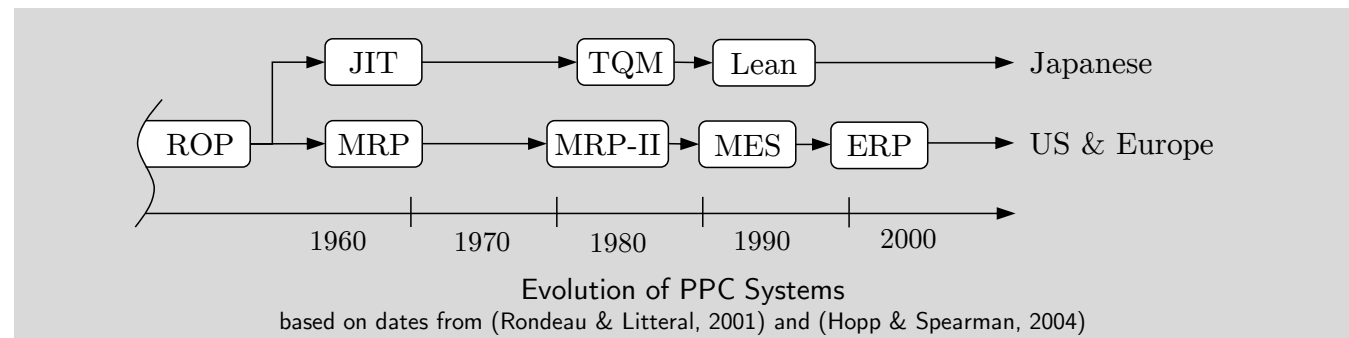 JIT TQM Lean Japanese
ROP MRP MRP-II MES ERP US & Europe
1960 1970 1980 1990 2000
Evolution of PPC Systems
based on dates from (Rondeau & Litteral, 2001) and (Hopp & Spearman, 2004)